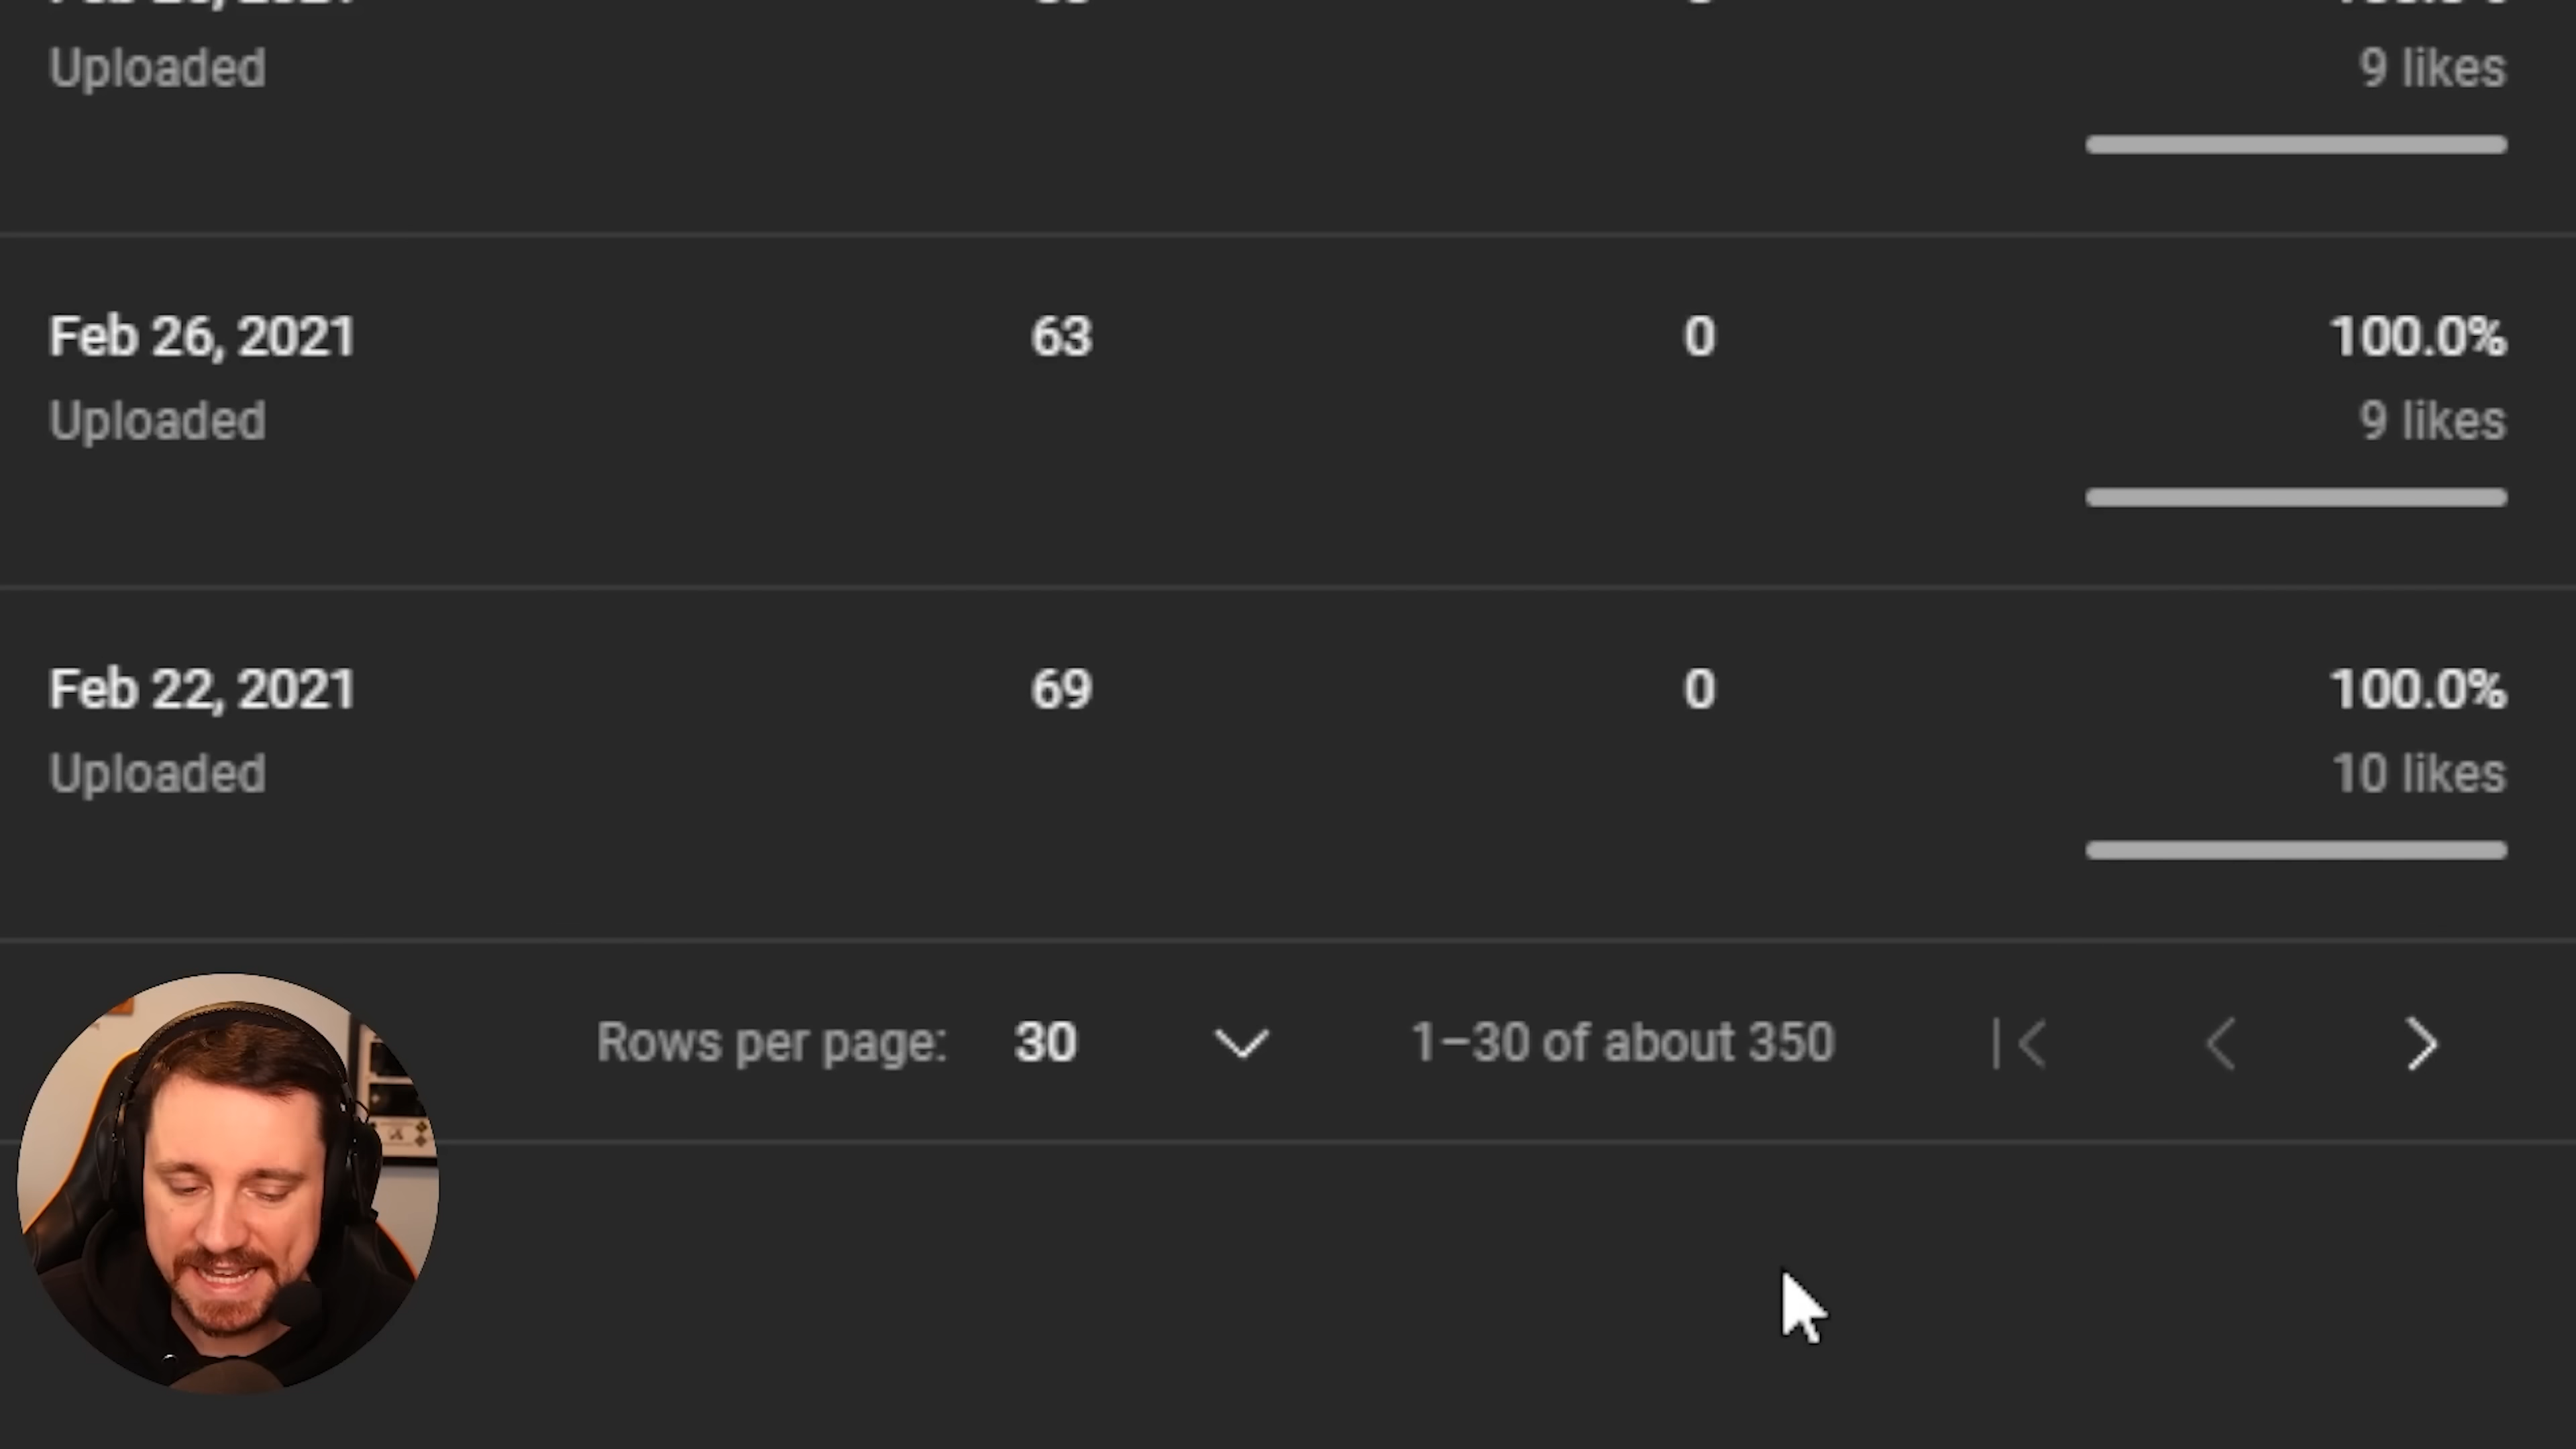 Uploaded 9 likes
Feb 26, 2021 63 0 100.0%
Uploaded 9 likes
Feb 22, 2021 69 0 100.0%
Uploaded 10 likes
Rows per page: 30 1–30 of about 350